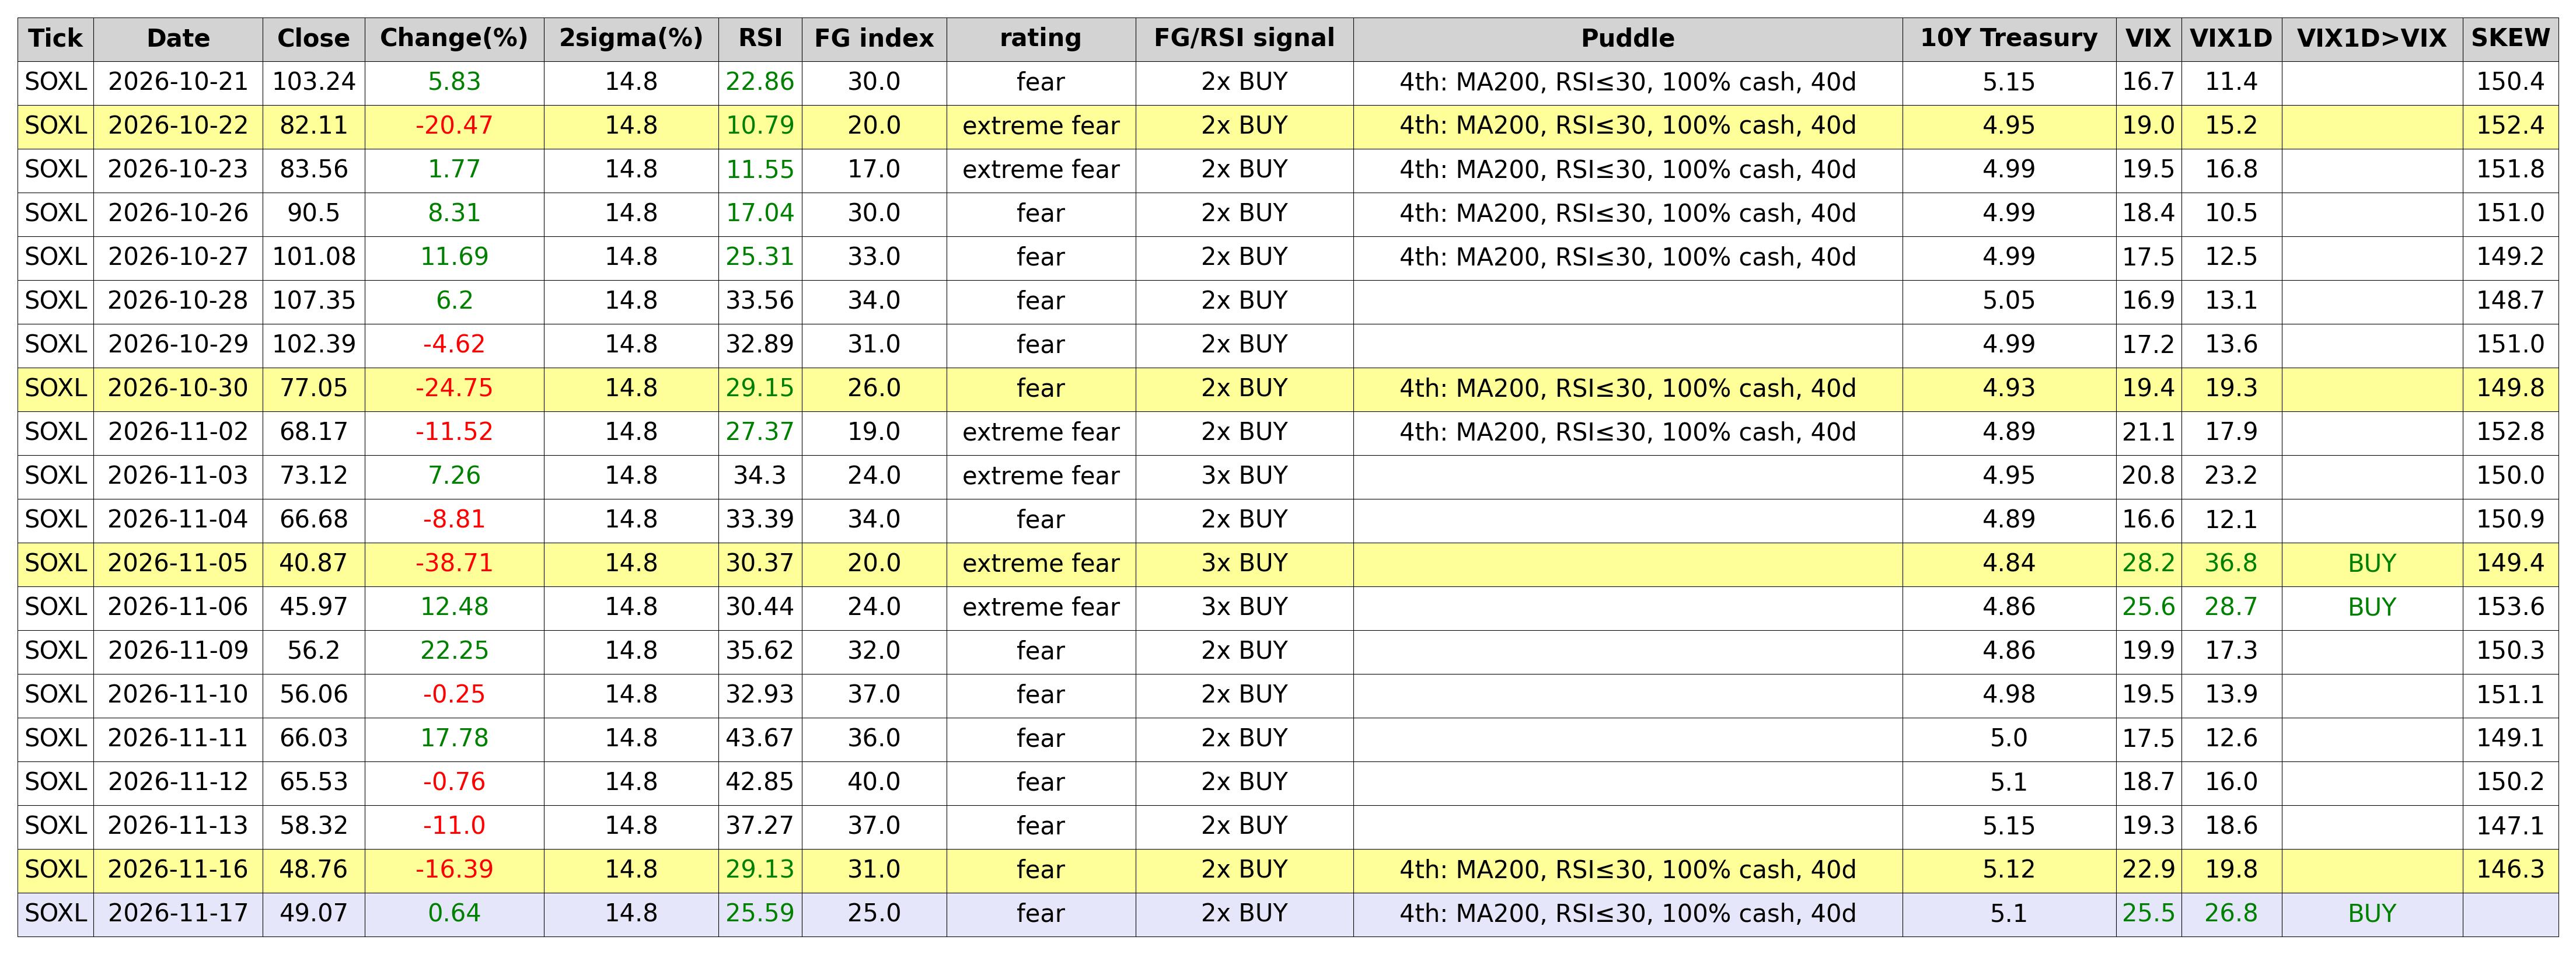 Tick Date Close Change(%) 2sigma(%) RSI FG index rating FG/RSI signal Puddle 10Y Treasury VIX VIX1D VIX1D>VIX SKEW
SOXL 2026-10-21 103.24 5.83 14.8 22.86 30.0 fear 2x BUY 4th: MA200, RSI≤30, 100% cash, 40d 5.15 16.7 11.4 150.4
SOXL 2026-10-22 82.11 -20.47 14.8 10.79 20.0 extreme fear 2x BUY 4th: MA200, RSI≤30, 100% cash, 40d 4.95 19.0 15.2 152.4
SOXL 2026-10-23 83.56 1.77 14.8 11.55 17.0 extreme fear 2x BUY 4th: MA200, RSI≤30, 100% cash, 40d 4.99 19.5 16.8 151.8
SOXL 2026-10-26 90.5 8.31 14.8 17.04 30.0 fear 2x BUY 4th: MA200, RSI≤30, 100% cash, 40d 4.99 18.4 10.5 151.0
SOXL 2026-10-27 101.08 11.69 14.8 25.31 33.0 fear 2x BUY 4th: MA200, RSI≤30, 100% cash, 40d 4.99 17.5 12.5 149.2
SOXL 2026-10-28 107.35 6.2 14.8 33.56 34.0 fear 2x BUY 5.05 16.9 13.1 148.7
SOXL 2026-10-29 102.39 -4.62 14.8 32.89 31.0 fear 2x BUY 4.99 17.2 13.6 151.0
SOXL 2026-10-30 77.05 -24.75 14.8 29.15 26.0 fear 2x BUY 4th: MA200, RSI≤30, 100% cash, 40d 4.93 19.4 19.3 149.8
SOXL 2026-11-02 68.17 -11.52 14.8 27.37 19.0 extreme fear 2x BUY 4th: MA200, RSI≤30, 100% cash, 40d 4.89 21.1 17.9 152.8
SOXL 2026-11-03 73.12 7.26 14.8 34.3 24.0 extreme fear 3x BUY 4.95 20.8 23.2 150.0
SOXL 2026-11-04 66.68 -8.81 14.8 33.39 34.0 fear 2x BUY 4.89 16.6 12.1 150.9
SOXL 2026-11-05 40.87 -38.71 14.8 30.37 20.0 extreme fear 3x BUY 4.84 28.2 36.8 BUY 149.4
SOXL 2026-11-06 45.97 12.48 14.8 30.44 24.0 extreme fear 3x BUY 4.86 25.6 28.7 BUY 153.6
SOXL 2026-11-09 56.2 22.25 14.8 35.62 32.0 fear 2x BUY 4.86 19.9 17.3 150.3
SOXL 2026-11-10 56.06 -0.25 14.8 32.93 37.0 fear 2x BUY 4.98 19.5 13.9 151.1
SOXL 2026-11-11 66.03 17.78 14.8 43.67 36.0 fear 2x BUY 5.0 17.5 12.6 149.1
SOXL 2026-11-12 65.53 -0.76 14.8 42.85 40.0 fear 2x BUY 5.1 18.7 16.0 150.2
SOXL 2026-11-13 58.32 -11.0 14.8 37.27 37.0 fear 2x BUY 5.15 19.3 18.6 147.1
SOXL 2026-11-16 48.76 -16.39 14.8 29.13 31.0 fear 2x BUY 4th: MA200, RSI≤30, 100% cash, 40d 5.12 22.9 19.8 146.3
SOXL 2026-11-17 49.07 0.64 14.8 25.59 25.0 fear 2x BUY 4th: MA200, RSI≤30, 100% cash, 40d 5.1 25.5 26.8 BUY